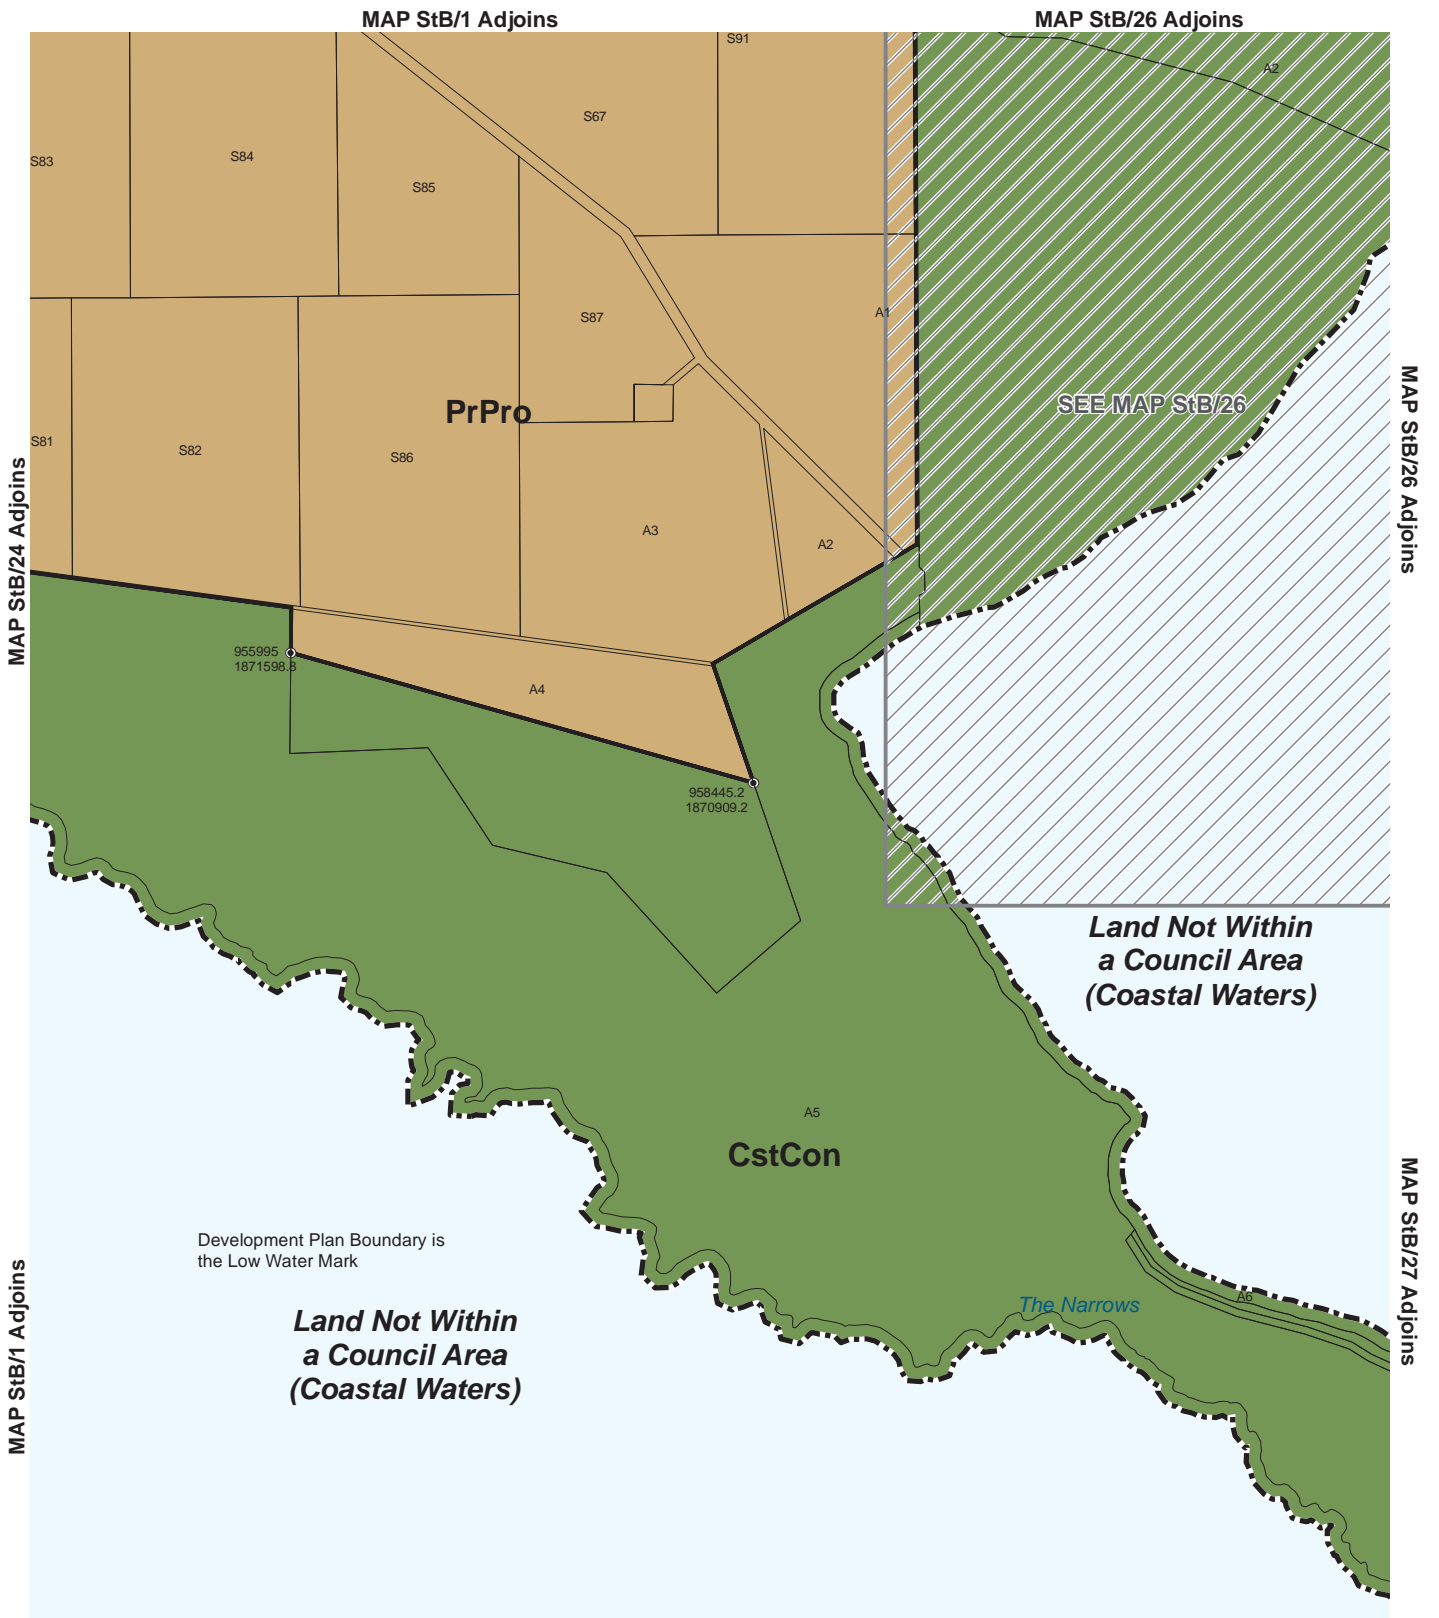 MAP StB/1 Adjoins
MAP StB/26 Adjoins
S91
A2
S67
S83
S84
S85
A1
S87
MAP StB/26 Adjoins
SEE MAP StB/26
PrPro
S81
S82
S86
MAP StB/24 Adjoins
A3
A2
955995
1871598.8
A4
958445.2
1870909.2
Land Not Within
a Council Area
(Coastal Waters)
A5
CstCon
MAP StB/27 Adjoins
Development Plan Boundary is
the Low Water Mark
MAP StB/1 Adjoins
The Narrows
A6
Land Not Within
a Council Area
(Coastal Waters)